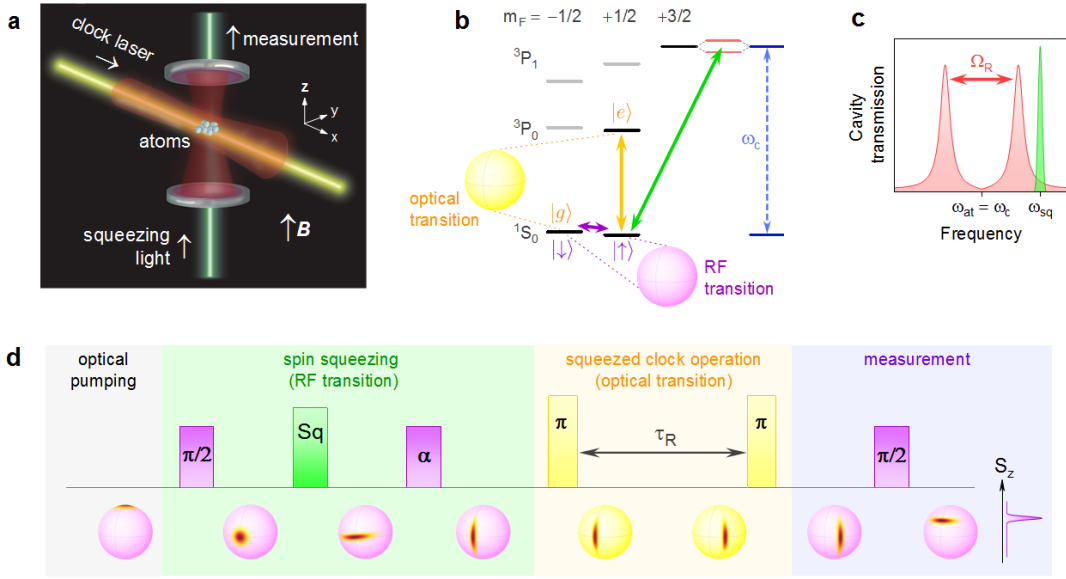 a
clock laser
measurement
z
y
x
atoms
B
squeezing
light
b
m_F = −1/2 +1/2 +3/2
³P₁
³P₀
|e⟩
ω_c
optical
transition
|g⟩
¹S₀
|↓⟩ |↑⟩
RF
transition
c
Cavity
transmission
Ω_R
ω_at = ω_c ω_sq
Frequency
d
optical
pumping
spin squeezing
(RF transition)
squeezed clock operation
(optical transition)
measurement
π/2
Sq
α
π
τ_R
π
π/2
S_z